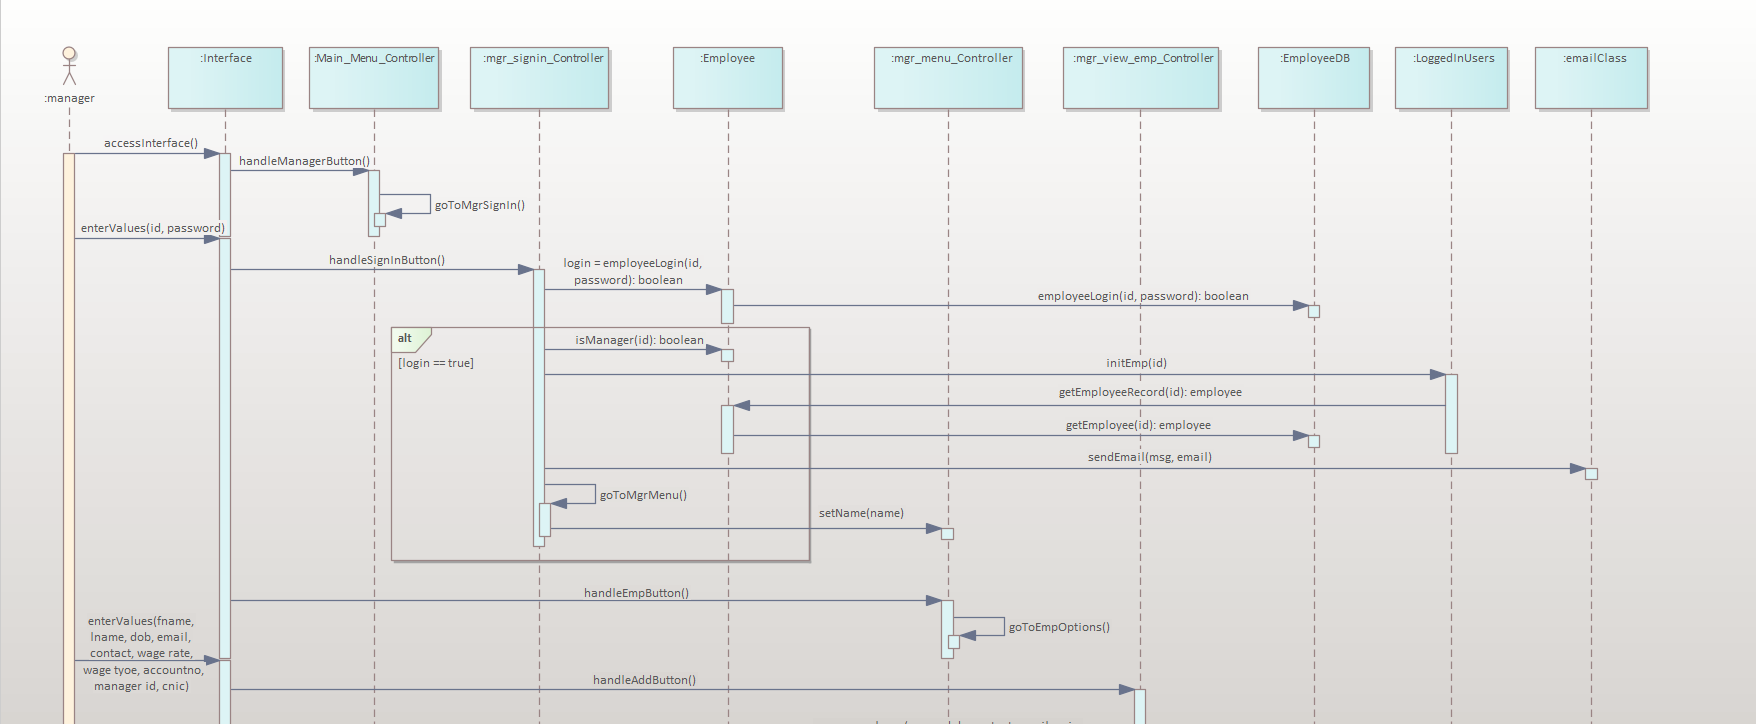 :manager
:Interface
:Main_Menu_Controller
:mgr_signin_Controller
:Employee
:mgr_menu_Controller
:mgr_view_emp_Controller
:EmployeeDB
:LoggedInUsers
:emailClass
accessInterface()
handleManagerButton()
goToMgrSignIn()
enterValues(id, password)
handleSignInButton()
login = employeeLogin(id,
password): boolean
employeeLogin(id, password): boolean
alt
[login == true]
isManager(id): boolean
initEmp(id)
getEmployeeRecord(id): employee
getEmployee(id): employee
sendEmail(msg, email)
goToMgrMenu()
setName(name)
handleEmpButton()
goToEmpOptions()
enterValues(fname,
lname, dob, email,
contact, wage rate,
wage tyoe, accountno,
manager id, cnic)
handleAddButton()